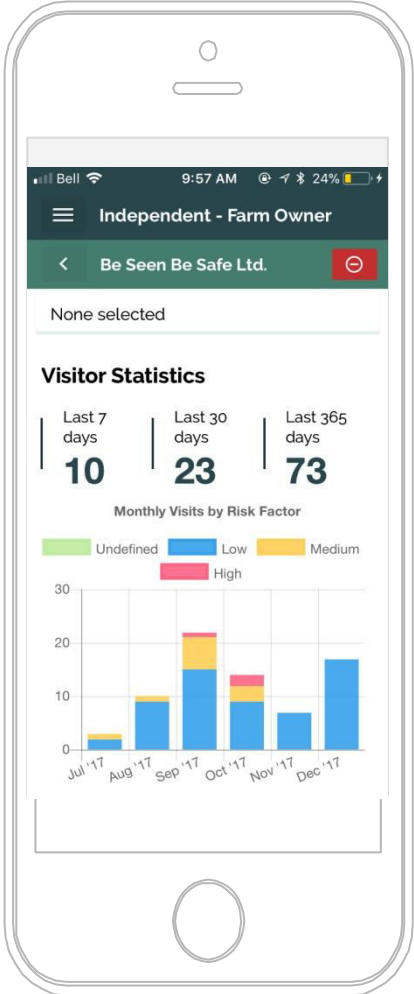 Bell 9:57 AM 24%
Independent - Farm Owner
Be Seen Be Safe Ltd.
None selected
Visitor Statistics
Last 7 days
10
Last 30 days
23
Last 365 days
73
Monthly Visits by Risk Factor
Undefined Low Medium
High
30
20
10
0
Jul '17 Aug '17 Sep '17 Oct '17 Nov '17 Dec '17